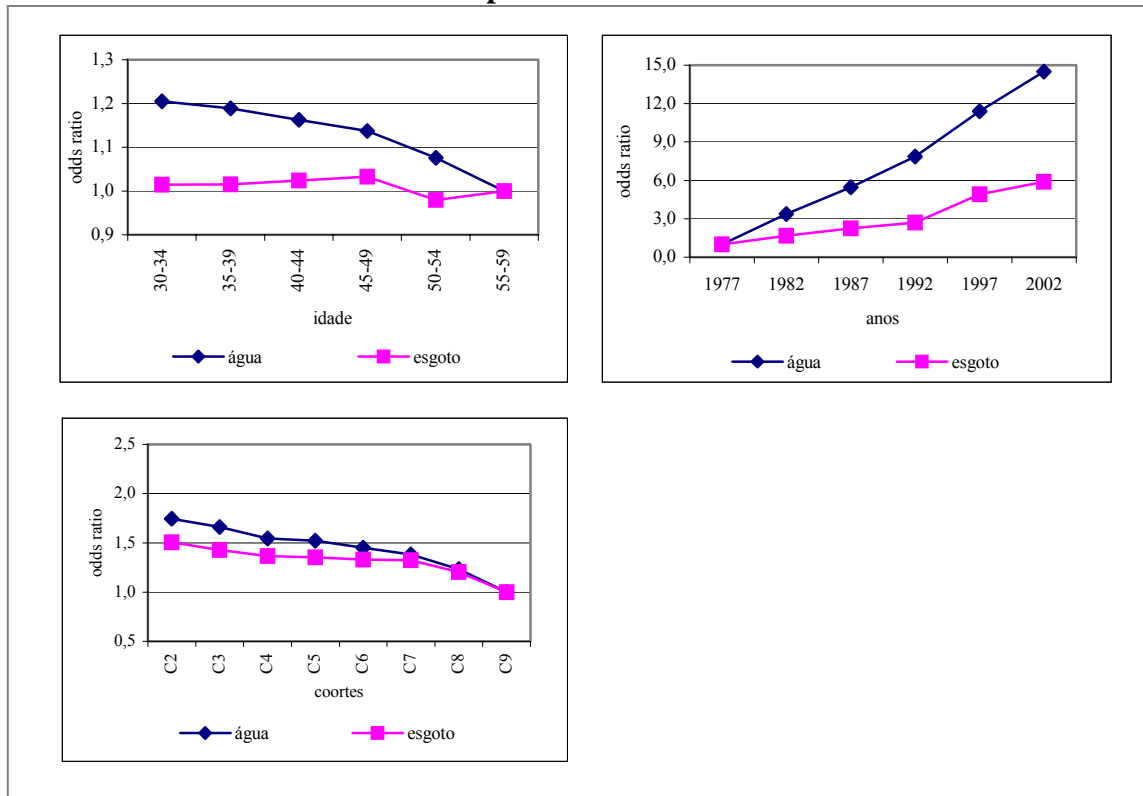 1,3
1,2
1,1
1,0
0,9
odds ratio
30-34
35-39
40-44
45-49
50-54
55-59
idade
água
esgoto
15,0
12,0
9,0
6,0
3,0
0,0
odds ratio
1977 1982 1987 1992 1997 2002
anos
água
esgoto
2,5
2,0
1,5
1,0
0,5
odds ratio
C2
C3
C4
C5
C6
C7
C8
C9
coortes
água
esgoto